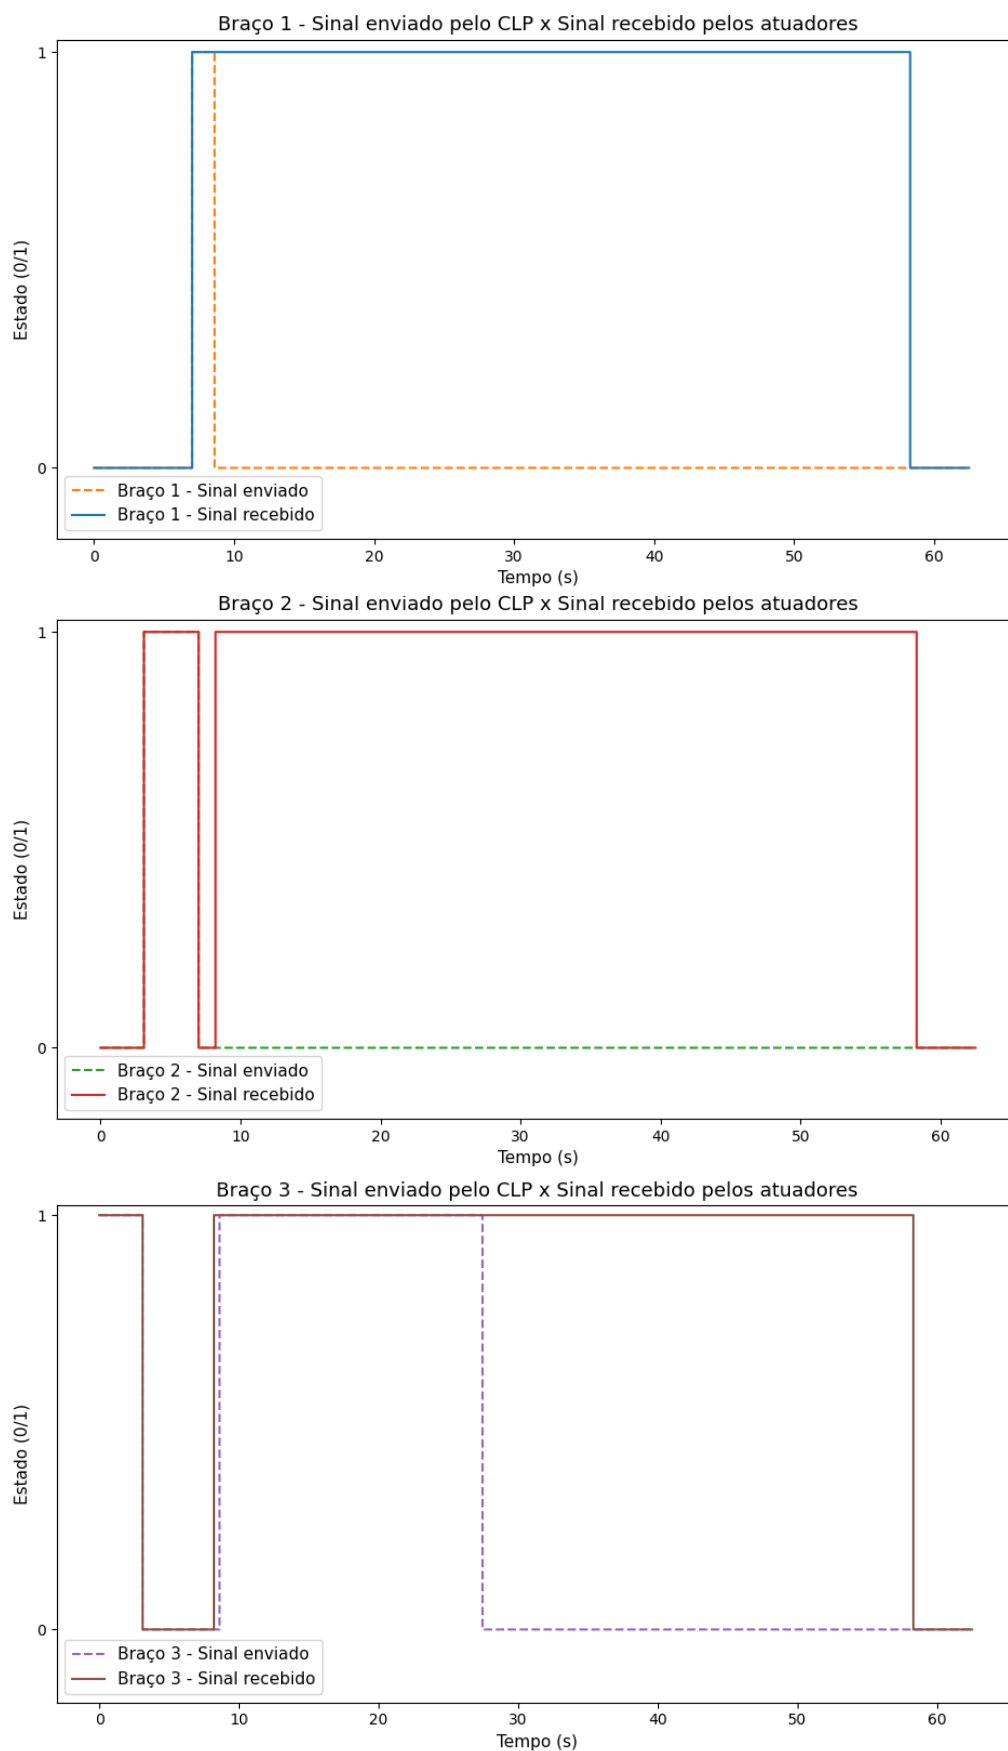 Braço 1 - Sinal enviado pelo CLP x Sinal recebido pelos atuadores
1
Estado (0/1)
0
Braço 1 - Sinal enviado
Braço 1 - Sinal recebido
0 10 20 30 40 50 60
Tempo (s)
Braço 2 - Sinal enviado pelo CLP x Sinal recebido pelos atuadores
1
Estado (0/1)
0
Braço 2 - Sinal enviado
Braço 2 - Sinal recebido
0 10 20 30 40 50 60
Tempo (s)
Braço 3 - Sinal enviado pelo CLP x Sinal recebido pelos atuadores
1
Estado (0/1)
0
Braço 3 - Sinal enviado
Braço 3 - Sinal recebido
0 10 20 30 40 50 60
Tempo (s)